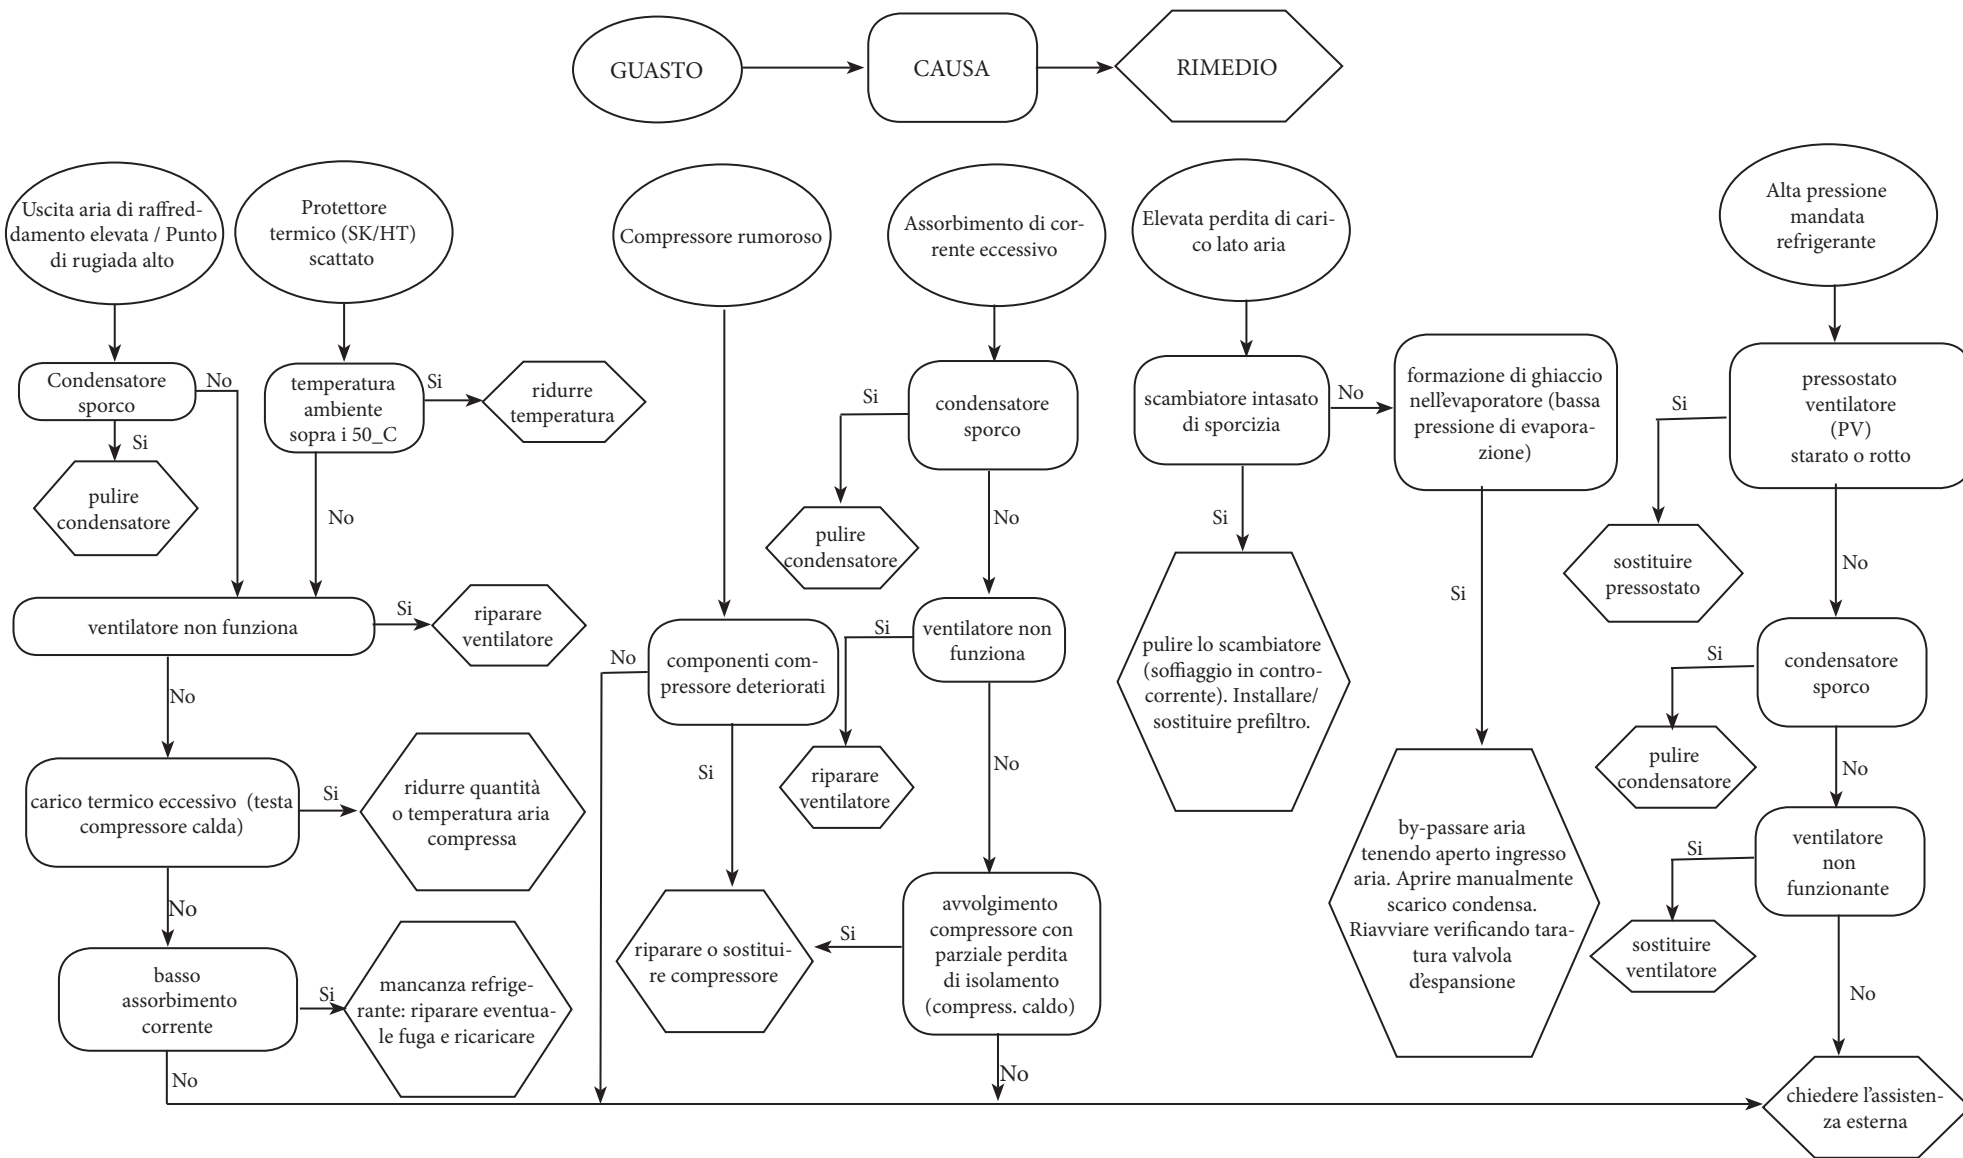 GUASTO
CAUSA
RIMEDIO
Uscita aria di raffred-
damento elevata / Punto
di rugiada alto
Protettore
termico (SK/HT)
scattato
Compressore rumoroso
Assorbimento di cor-
rente eccessivo
Elevata perdita di cari-
co lato aria
Alta pressione
mandata
refrigerante
Condensatore
sporco
No
Si
pulire
condensatore
temperatura
ambiente
sopra i 50_C
Si
ridurre
temperatura
No
ventilatore non funziona
Si
riparare
ventilatore
No
carico termico eccessivo (testa
compressore calda)
Si
ridurre quantità
o temperatura aria
compressa
No
basso
assorbimento
corrente
Si
mancanza refrige-
rante: riparare eventua-
le fuga e ricaricare
No
componenti com-
pressore deteriorati
No
Si
riparare o sostitui-
re compressore
condensatore
sporco
Si
pulire
condensatore
No
ventilatore non
funziona
Si
riparare
ventilatore
No
avvolgimento
compressore con
parziale perdita
di isolamento
(compress. caldo)
Si
No
scambiatore intasato
di sporcizia
No
Si
pulire lo scambiatore
(soffiaggio in contro-
corrente). Installare/
sostituire prefiltro.
formazione di ghiaccio
nell'evaporatore (bassa
pressione di evapora-
zione)
Si
by-passare aria
tenendo aperto ingresso
aria. Aprire manualmente
scarico condensa.
Riavviare verificando tara-
tura valvola
d'espansione
pressostato
ventilatore
(PV)
starato o rotto
Si
sostituire
pressostato
No
condensatore
sporco
Si
pulire
condensatore
No
ventilatore
non
funzionante
Si
sostituire
ventilatore
No
chiedere l'assisten-
za esterna